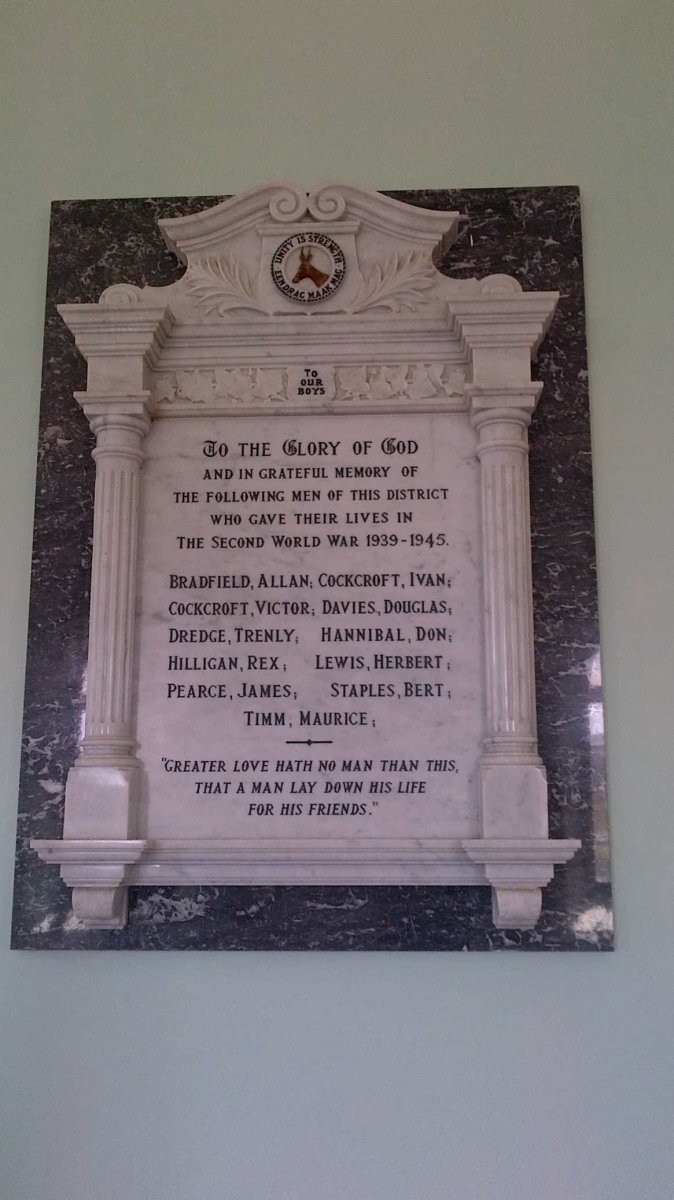 UNITY IS STRENGTH
EENDRAC MAAK MAG
TO
OUR
BOYS
TO THE GLORY OF GOD
AND IN GRATEFUL MEMORY OF
THE FOLLOWING MEN OF THIS DISTRICT
WHO GAVE THEIR LIVES IN
THE SECOND WORLD WAR 1939-1945.
BRADFIELD, ALLAN; COCKCROFT, IVAN;
COCKCROFT, VICTOR; DAVIES, DOUGLAS;
DREDGE, TRENLY; HANNIBAL, DON;
HILLIGAN, REX; LEWIS, HERBERT;
PEARCE, JAMES; STAPLES, BERT;
TIMM, MAURICE;
"GREATER LOVE HATH NO MAN THAN THIS,
THAT A MAN LAY DOWN HIS LIFE
FOR HIS FRIENDS."